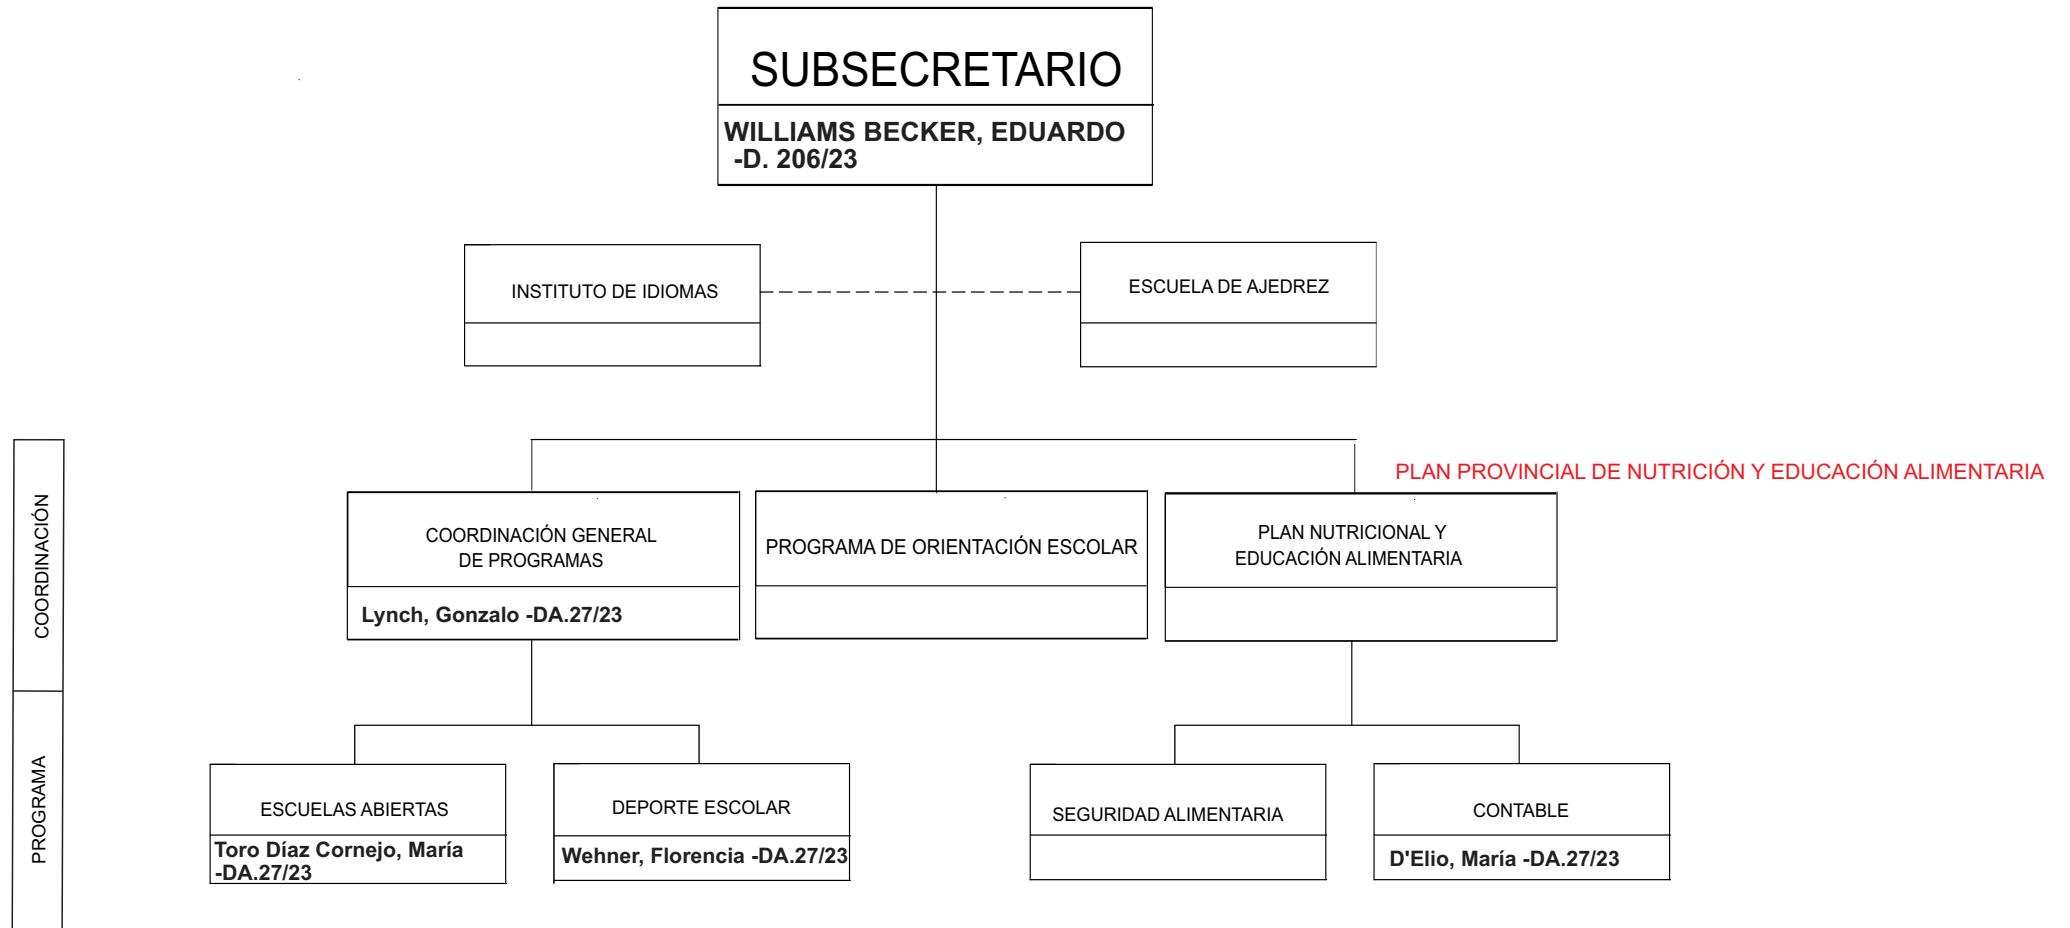 SUBSECRETARIO
WILLIAMS BECKER, EDUARDO
-D. 206/23
INSTITUTO DE IDIOMAS
ESCUELA DE AJEDREZ
PLAN PROVINCIAL DE NUTRICIÓN Y EDUCACIÓN ALIMENTARIA
COORDINACIÓN
COORDINACIÓN GENERAL
DE PROGRAMAS
Lynch, Gonzalo -DA.27/23
PROGRAMA DE ORIENTACIÓN ESCOLAR
PLAN NUTRICIONAL Y
EDUCACIÓN ALIMENTARIA
PROGRAMA
ESCUELAS ABIERTAS
Toro Díaz Cornejo, María
-DA.27/23
DEPORTE ESCOLAR
Wehner, Florencia -DA.27/23
SEGURIDAD ALIMENTARIA
CONTABLE
D'Elio, María -DA.27/23